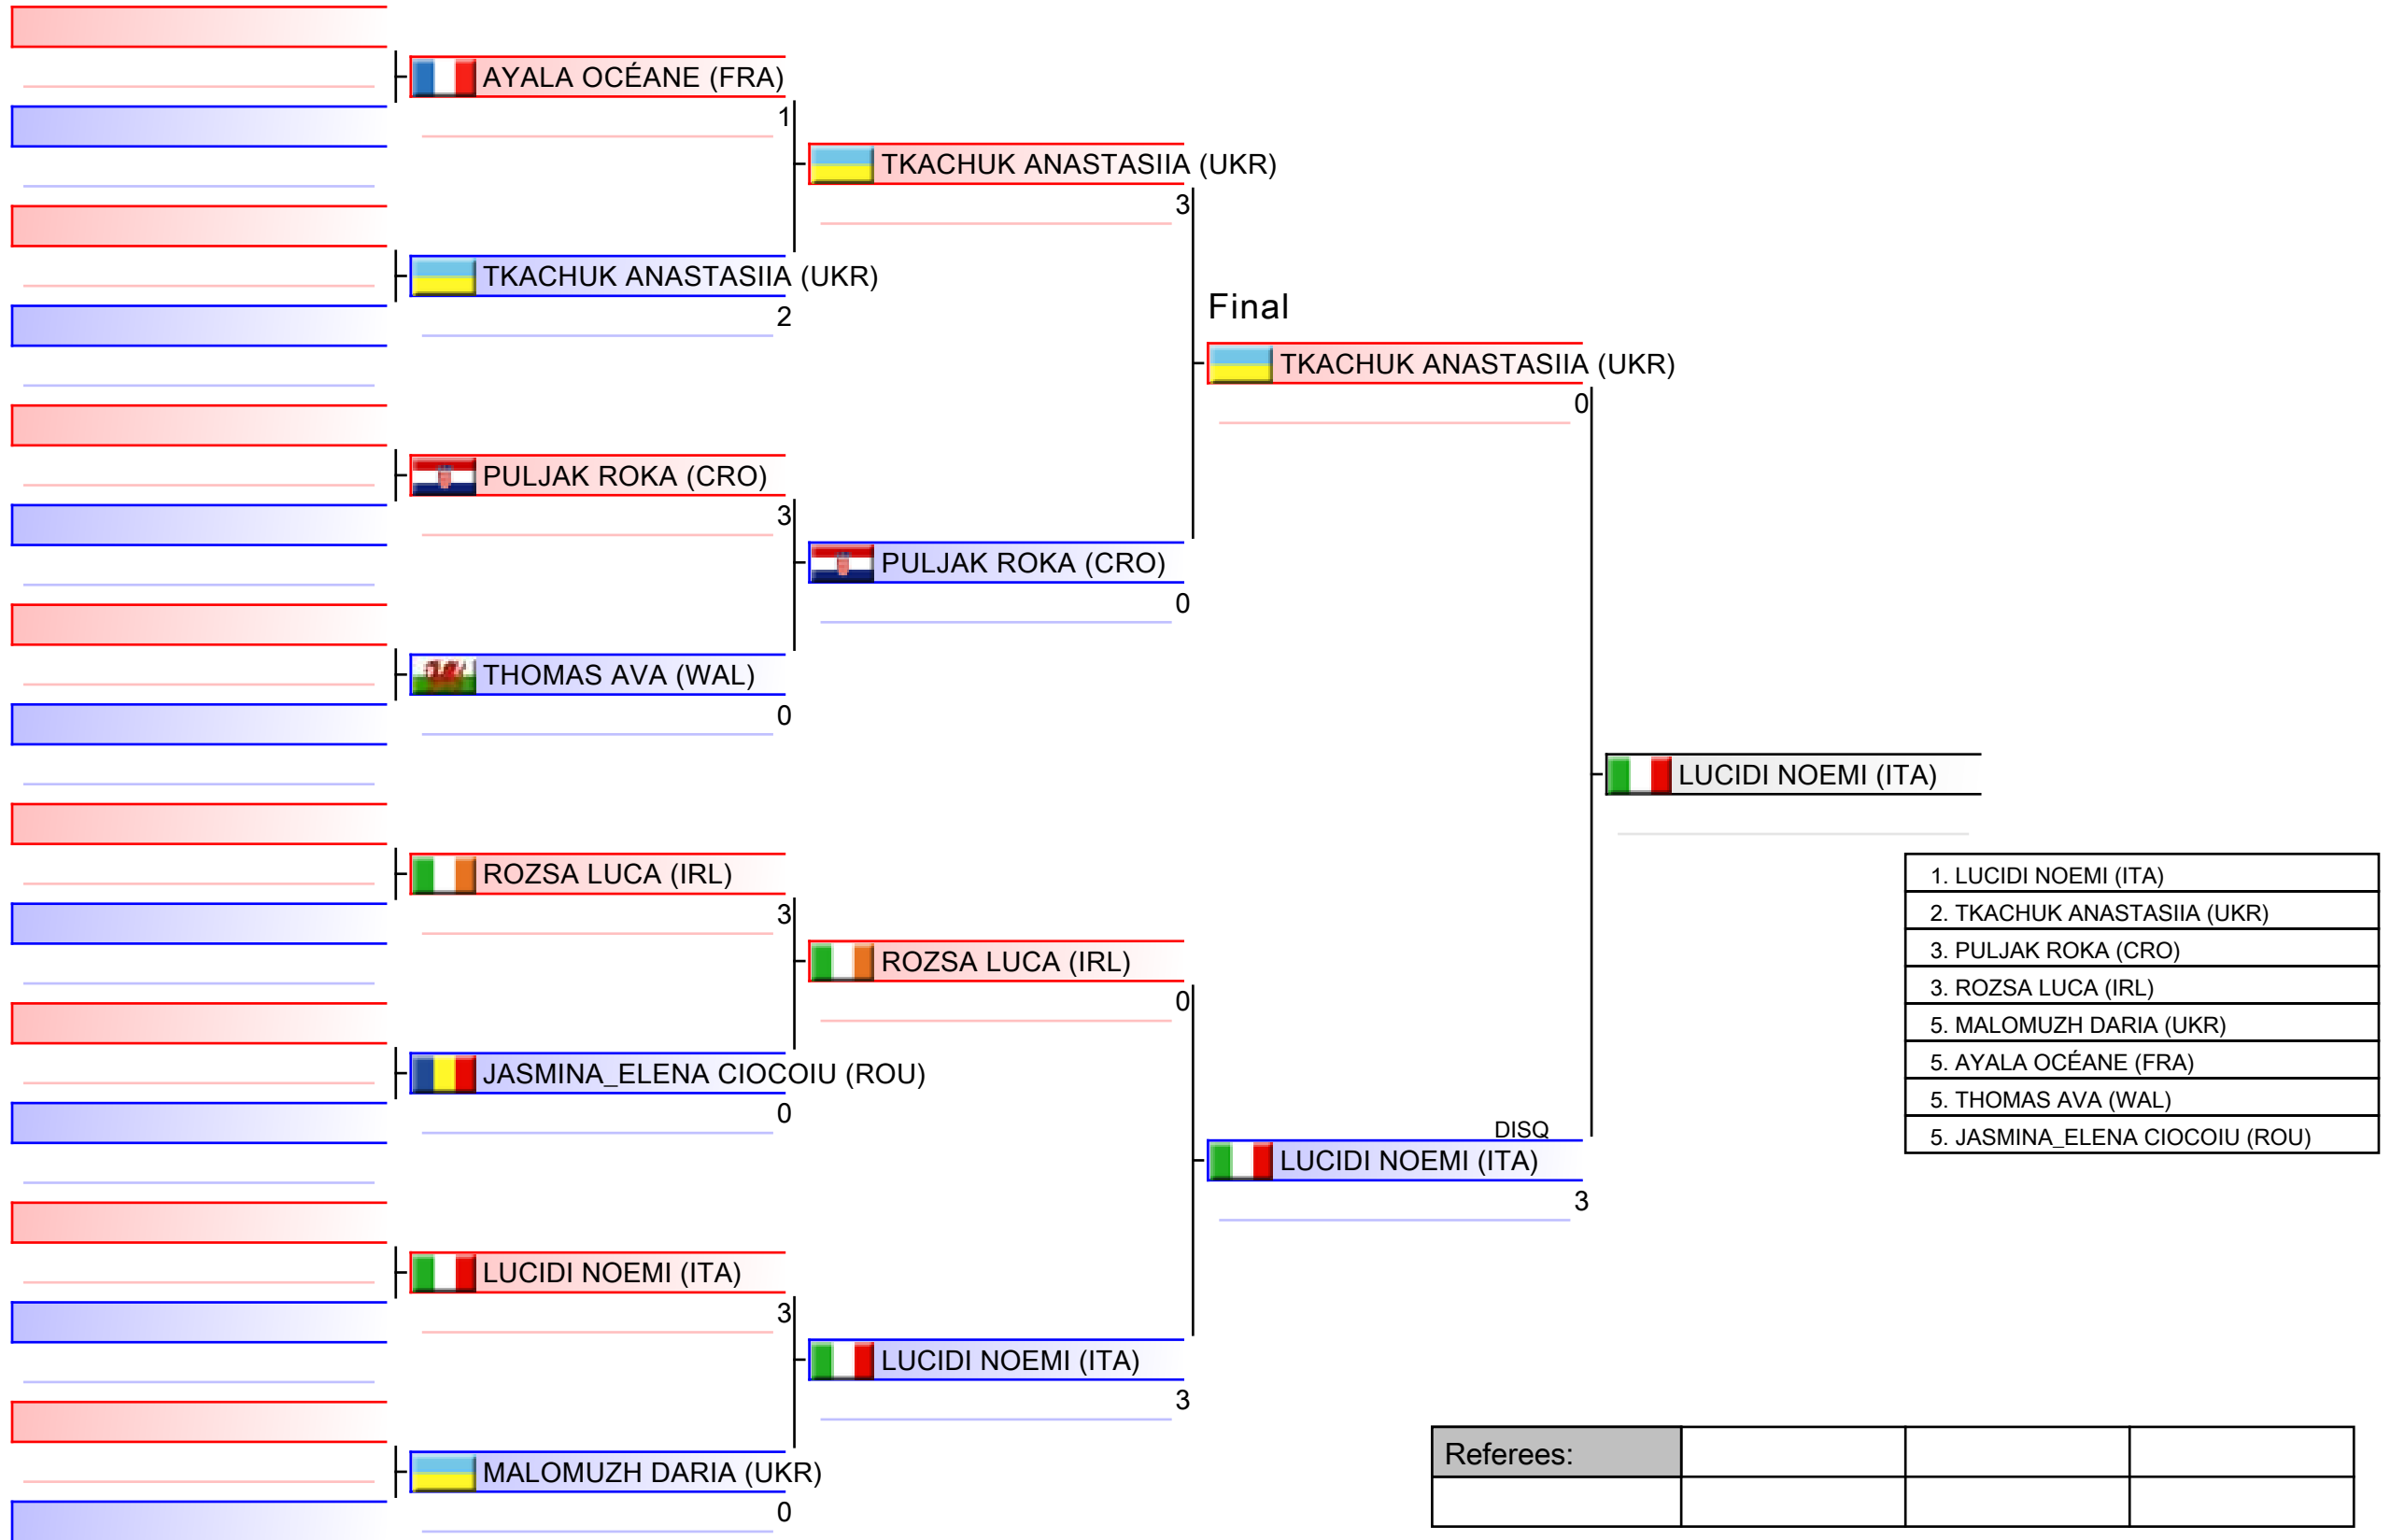 AYALA OCÉANE (FRA)
1
TKACHUK ANASTASIIA (UKR)
2
PULJAK ROKA (CRO)
3
THOMAS AVA (WAL)
0
ROZSA LUCA (IRL)
3
JASMINA_ELENA CIOCOIU (ROU)
0
LUCIDI NOEMI (ITA)
3
MALOMUZH DARIA (UKR)
0
TKACHUK ANASTASIIA (UKR)
3
PULJAK ROKA (CRO)
0
ROZSA LUCA (IRL)
0
LUCIDI NOEMI (ITA)
3
Final
TKACHUK ANASTASIIA (UKR)
0
DISQ
LUCIDI NOEMI (ITA)
3
LUCIDI NOEMI (ITA)
1. LUCIDI NOEMI (ITA)
2. TKACHUK ANASTASIIA (UKR)
3. PULJAK ROKA (CRO)
3. ROZSA LUCA (IRL)
5. MALOMUZH DARIA (UKR)
5. AYALA OCÉANE (FRA)
5. THOMAS AVA (WAL)
5. JASMINA_ELENA CIOCOIU (ROU)
Referees: